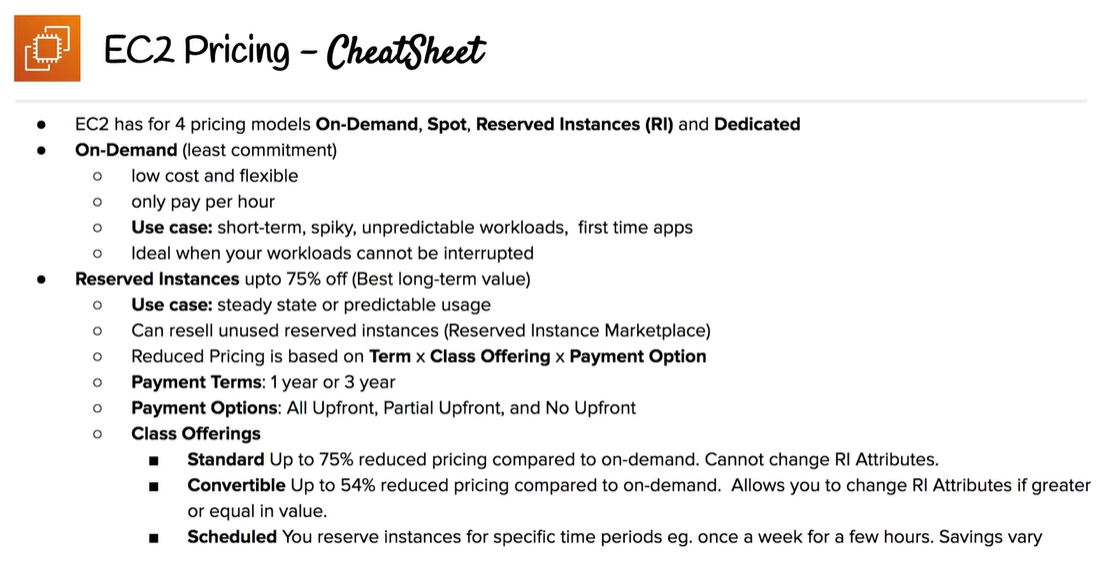 EC2 Pricing – CheatSheet
● EC2 has for 4 pricing models On-Demand, Spot, Reserved Instances (RI) and Dedicated
● On-Demand (least commitment)
○ low cost and flexible
○ only pay per hour
○ Use case: short-term, spiky, unpredictable workloads, first time apps
○ Ideal when your workloads cannot be interrupted
● Reserved Instances upto 75% off (Best long-term value)
○ Use case: steady state or predictable usage
○ Can resell unused reserved instances (Reserved Instance Marketplace)
○ Reduced Pricing is based on Term x Class Offering x Payment Option
○ Payment Terms: 1 year or 3 year
○ Payment Options: All Upfront, Partial Upfront, and No Upfront
○ Class Offerings
■ Standard Up to 75% reduced pricing compared to on-demand. Cannot change RI Attributes.
■ Convertible Up to 54% reduced pricing compared to on-demand. Allows you to change RI Attributes if greater
or equal in value.
■ Scheduled You reserve instances for specific time periods eg. once a week for a few hours. Savings vary